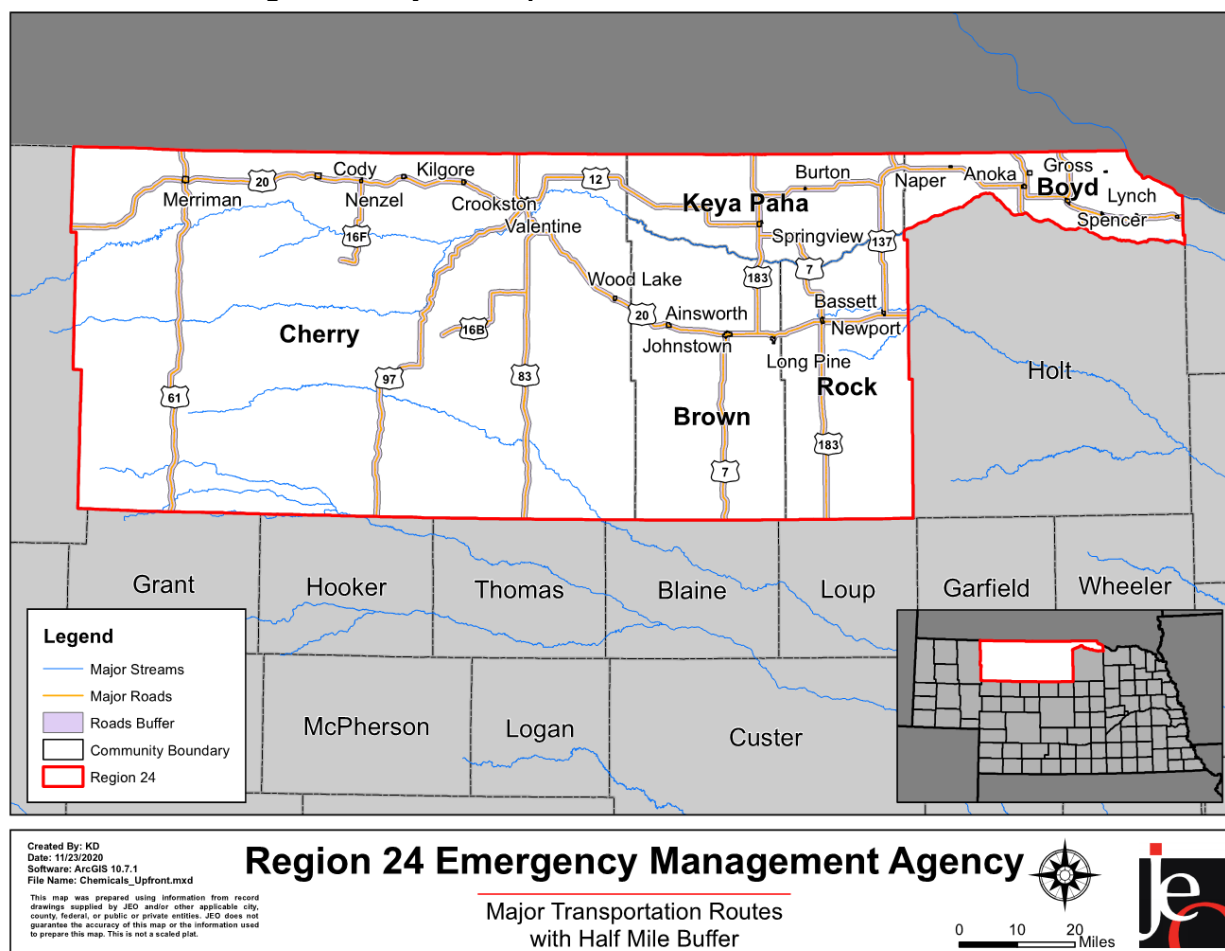 Cody
Kilgore
20
Merriman
Nenzel
Crookston
12
Valentine
16F
Keya Paha
Burton
Naper
Anoka
Gross
Boyd
Lynch
Spencer
Springview
137
7
183
Wood Lake
20
Ainsworth
Bassett
Newport
Johnstown
Long Pine
Cherry
16B
97
83
61
Brown
Rock
Holt
7
183
Grant
Hooker
Thomas
Blaine
Loup
Garfield
Wheeler
McPherson
Logan
Custer
Legend
Major Streams
Major Roads
Roads Buffer
Community Boundary
Region 24
Created By: KD
Date: 11/23/2020
Software: ArcGIS 10.7.1
File Name: Chemicals_Upfront.mxd
This map was prepared using information from record
drawings supplied by JEO and/or other applicable city,
county, federal, or public or private entities. JEO does not
guarantee the accuracy of this map or the information used
to prepare this map. This is not a scaled plat.
Region 24 Emergency Management Agency
Major Transportation Routes
with Half Mile Buffer
0 10 20
Miles
jeo